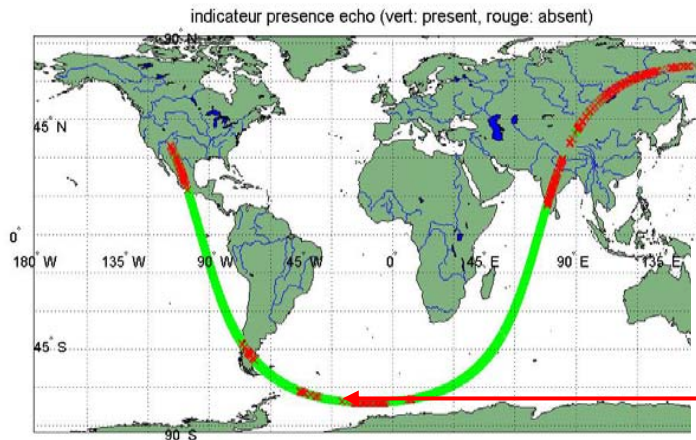 indicateur presence echo (vert: present, rouge: absent)
90° N
45° N
0°
180° W 135° W 90° W 45° W 0° 45° E 90° E 135° E
45° S
90° S